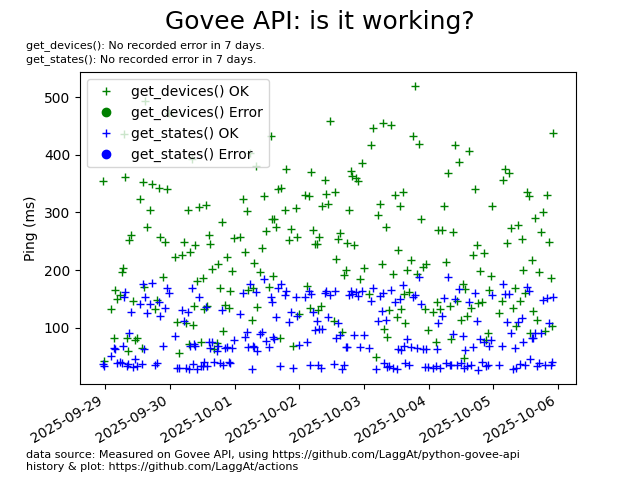 Govee API: is it working?
get_devices(): No recorded error in 7 days.
get_states(): No recorded error in 7 days.
get_devices() OK
get_devices() Error
get_states() OK
get_states() Error
Ping (ms)
500
400
300
200
100
2025-09-29
2025-09-30
2025-10-01
2025-10-02
2025-10-03
2025-10-04
2025-10-05
2025-10-06
data source: Measured on Govee API, using https://github.com/LaggAt/python-govee-api
history & plot: https://github.com/LaggAt/actions